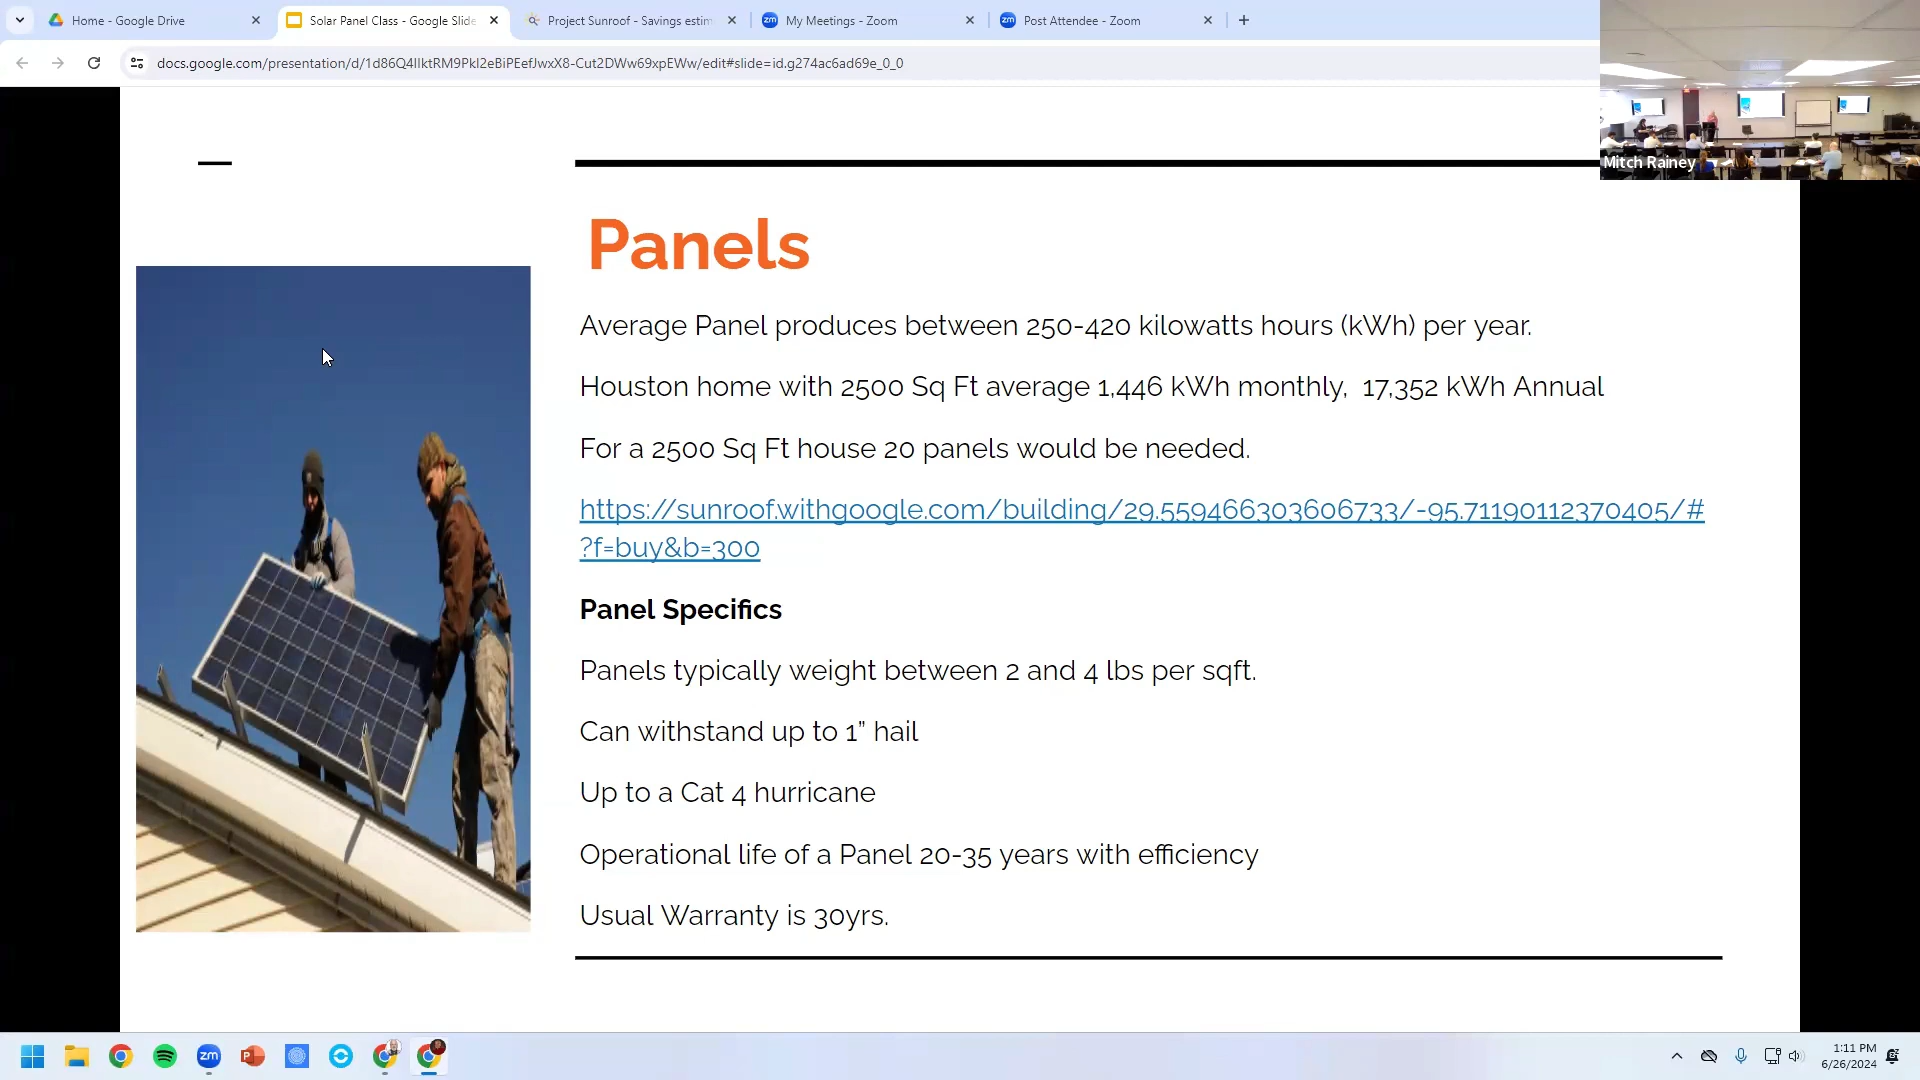 Home - Google Drive
Solar Panel Class - Google Slide
Project Sunroof - Savings estim
My Meetings - Zoom
Post Attendee - Zoom
docs.google.com/presentation/d/1d86Q4IIktRM9PkI2eBiPEefJwxX8-Cut2DWw69xpEWw/edit#slide=id.g274ac6ad69e_0_0
Mitch Rainey
Panels
Average Panel produces between 250-420 kilowatts hours (kWh) per year.
Houston home with 2500 Sq Ft average 1,446 kWh monthly, 17,352 kWh Annual
For a 2500 Sq Ft house 20 panels would be needed.
https://sunroof.withgoogle.com/building/29.559466303606733/-95.71190112370405/#
?f=buy&b=300
Panel Specifics
Panels typically weight between 2 and 4 lbs per sqft.
Can withstand up to 1” hail
Up to a Cat 4 hurricane
Operational life of a Panel 20-35 years with efficiency
Usual Warranty is 30yrs.
1:11 PM
6/26/2024